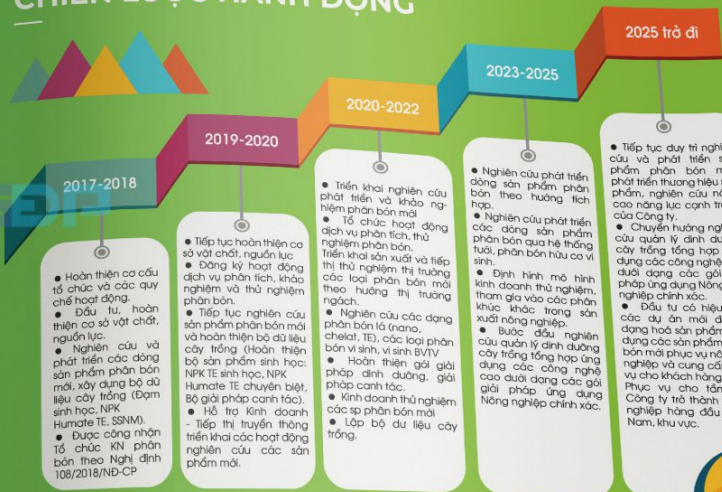 CHIẾN LƯỢC HÀNH ĐỘNG
2017-2018
● Hoàn thiện cơ cấu
tổ chức và các quy
chế hoạt động.
● Đầu tư, hoàn
thiện cơ sở vật chất,
nguồn lực.
● Nghiên cứu và
phát triển các dòng
sản phẩm phân bón
mới, xây dựng bộ dữ
liệu cây trồng (Đạm
sinh học, NPK
Humate TE, SSNM).
● Được công nhận
Tổ chức KN phân
bón theo Nghị định
108/2018/NĐ-CP
2019-2020
● Tiếp tục hoàn thiện cơ
sở vật chất, nguồn lực
● Đăng ký hoạt động
dịch vụ phân tích, khảo
nghiệm và thử nghiệm
phân bón.
● Tiếp tục nghiên cứu
sản phẩm phân bón mới
và hoàn thiện bộ dữ liệu
cây trồng (Hoàn thiện
bộ sản phẩm sinh học:
NPK TE sinh học, NPK
Humate TE chuyên biệt,
Bộ giải pháp canh tác).
● Hỗ trợ Kinh doanh
- Tiếp thị truyền thông
triển khai các hoạt động
nghiên cứu các sản
phẩm mới.
2020-2022
● Triển khai nghiên cứu
phát triển và khảo ng-
hiệm phân bón mới
● Tổ chức hoạt động
dịch vụ phân tích, thử
nghiệm phân bón.
Triển khai sản xuất và tiếp
thị thử nghiệm thị trường
các loại phân bón mới
theo hướng thị trường
ngách.
● Nghiên cứu các dạng
phân bón lá (nano,
chelat, TE), các loại phân
bón vi sinh, vi sinh BVTV
● Hoàn thiện gói giải
pháp dinh dưỡng, giải
pháp canh tác.
● Kinh doanh thử nghiệm
các sp phân bón mới
● Lập bộ dư liệu cây
trồng.
2023-2025
● Nghiên cứu phát triển
dòng sản phẩm phân
bón theo hướng tích
hợp.
● Nghiên cứu phát triển
các dòng sản phẩm
phân bón qua hệ thống
tưới, phân bón hữu cơ vi
sinh.
● Định hình mô hình
kinh doanh thử nghiệm,
tham gia vào các phân
khúc khác trong sản
xuất nông nghiệp.
● Bước đầu nghiên
cứu quản lý dinh dưỡng
cây trồng tổng hợp ứng
dụng các công nghệ
cao dưới dạng các gói
giải pháp ứng dụng
Nông nghiệp chính xác.
2025 trở đi
● Tiếp tục duy trì nghi
cứu và phát triển s
phẩm phân bón m
phát triển thương hiệu
phẩm, nghiên cứu nâ
cao năng lực cạnh tr
của Công ty.
● Chuyển hướng ngh
cứu quản lý dinh dư
cây trồng tổng hợp
dụng các công nghệ
dưới dạng các gói
pháp ứng dụng Nông
nghiệp chính xác.
● Đầu tư có hiệu
các dự án mới đ
dạng hoá sản phẩm
dụng các sản phẩm
bón mới phục vụ nô
nghiệp và cung cấ
vụ cho khách hàng
Phục vụ cho tầm
Công ty trở thành
nghiệp hàng đầu
Nam, khu vực.